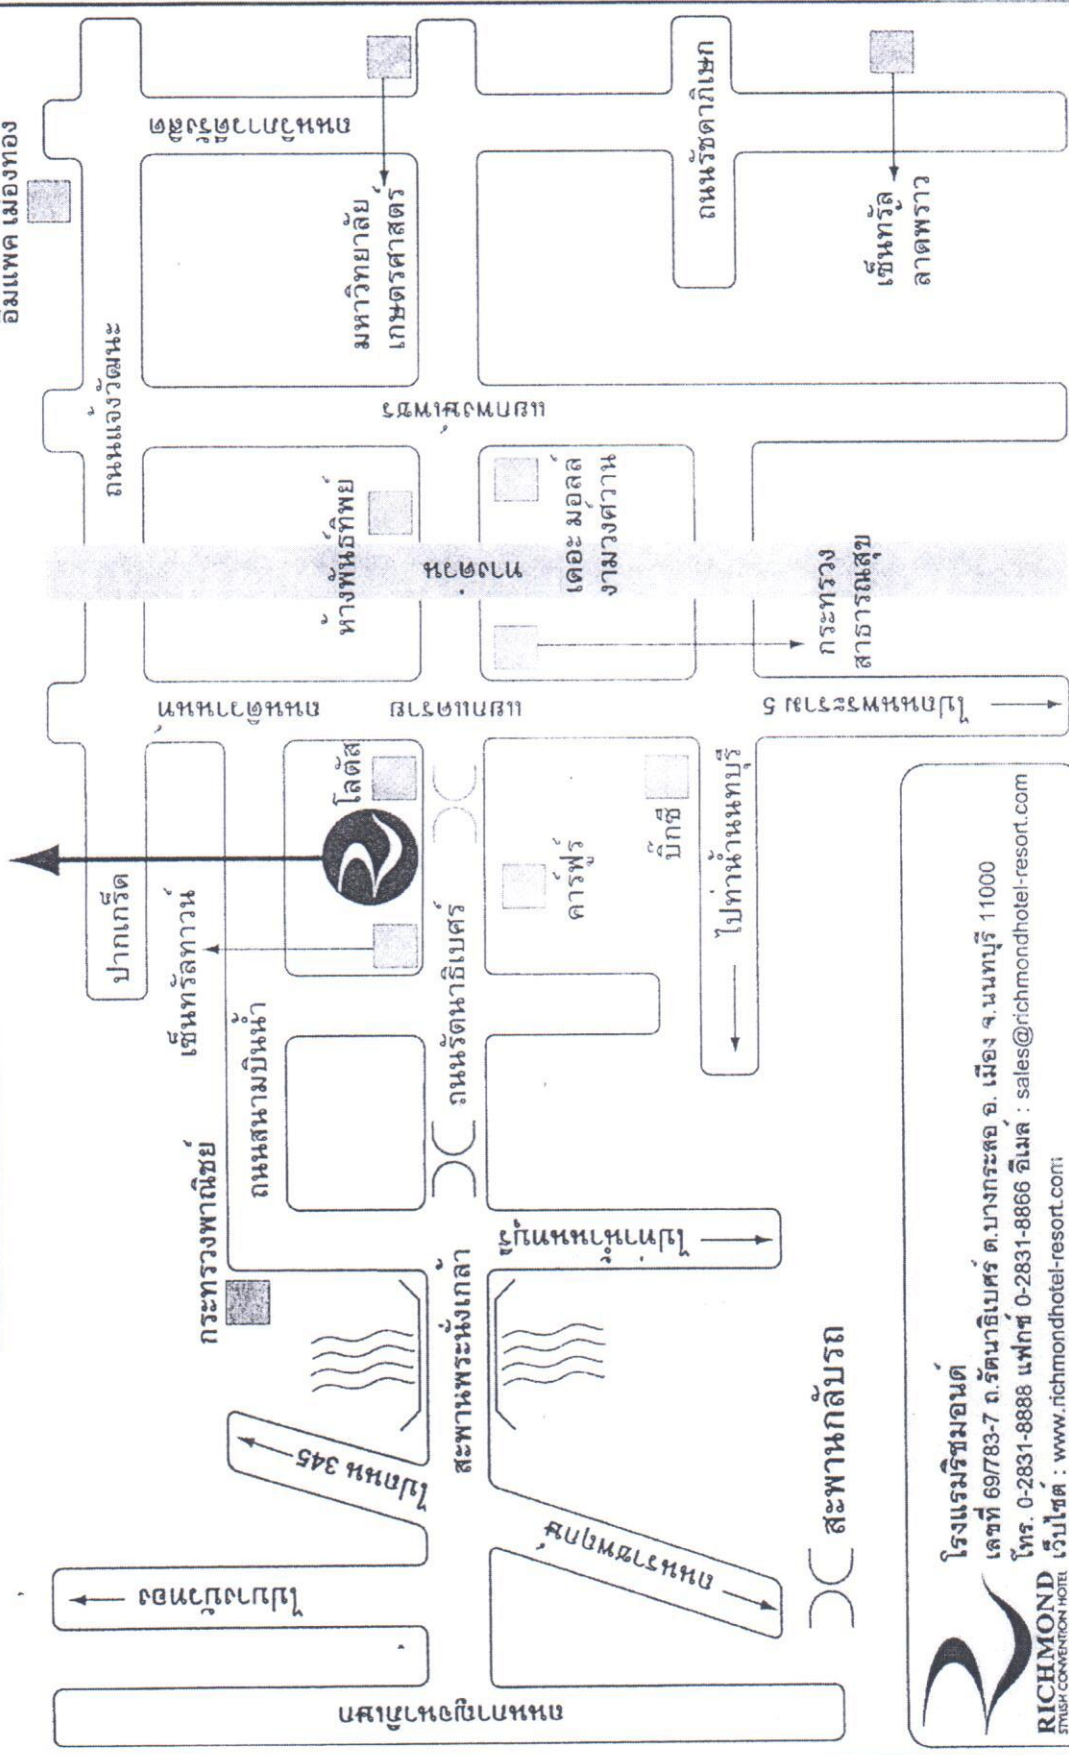 อิมแพค เมืองทอง
ถนนแจ้งวัฒนะ
ปากเกร็ด
ถนนวิภาวดีรังสิต
มหาวิทยาลัย
เกษตรศาสตร์
ถนนรัชดาภิเษก
เซ็นทรัล
ลาดพราว
แยกพงษ์เพชร
ห้างพันธ์ทิพย์
ทางด่วน
เดอะ มอลล์
งามวงศ์วาน
กระทรวง
สาธารณสุข
ถนนติวานนท์
แยกแคราย
ไปถนนพระราม 5
โลตัส
เซ็นทรัลทาวน์
คาร์ฟูร์
บิ๊กซี
ไปท่าน้ำนนทบุรี
ถนนรัตนาธิเบศร์
ถนนสนามบินน้ำ
กระทรวงพาณิชย์
ไปท่าน้ำนนทบุรี
สะพานพระนั่งเกล้า
ไปถนน 345
ถนนราชพฤกษ์
ไปบางบัวทอง
ถนนกาญจนาภิเษก
สะพานกลับรถ
RICHMOND
STYLISH CONVENTION HOTEL
โรงแรมริชมอนด์
เลขที่ 69/783-7 ถ.รัตนาธิเบศร์ ต.บางกระสอ อ. เมือง จ.นนทบุรี 11000
โทร. 0-2831-8888 แฟกซ์ 0-2831-8866 อีเมล์ : sales@richmondhotel-resort.com
เว็บไซต์ : www.richmondhotel-resort.com